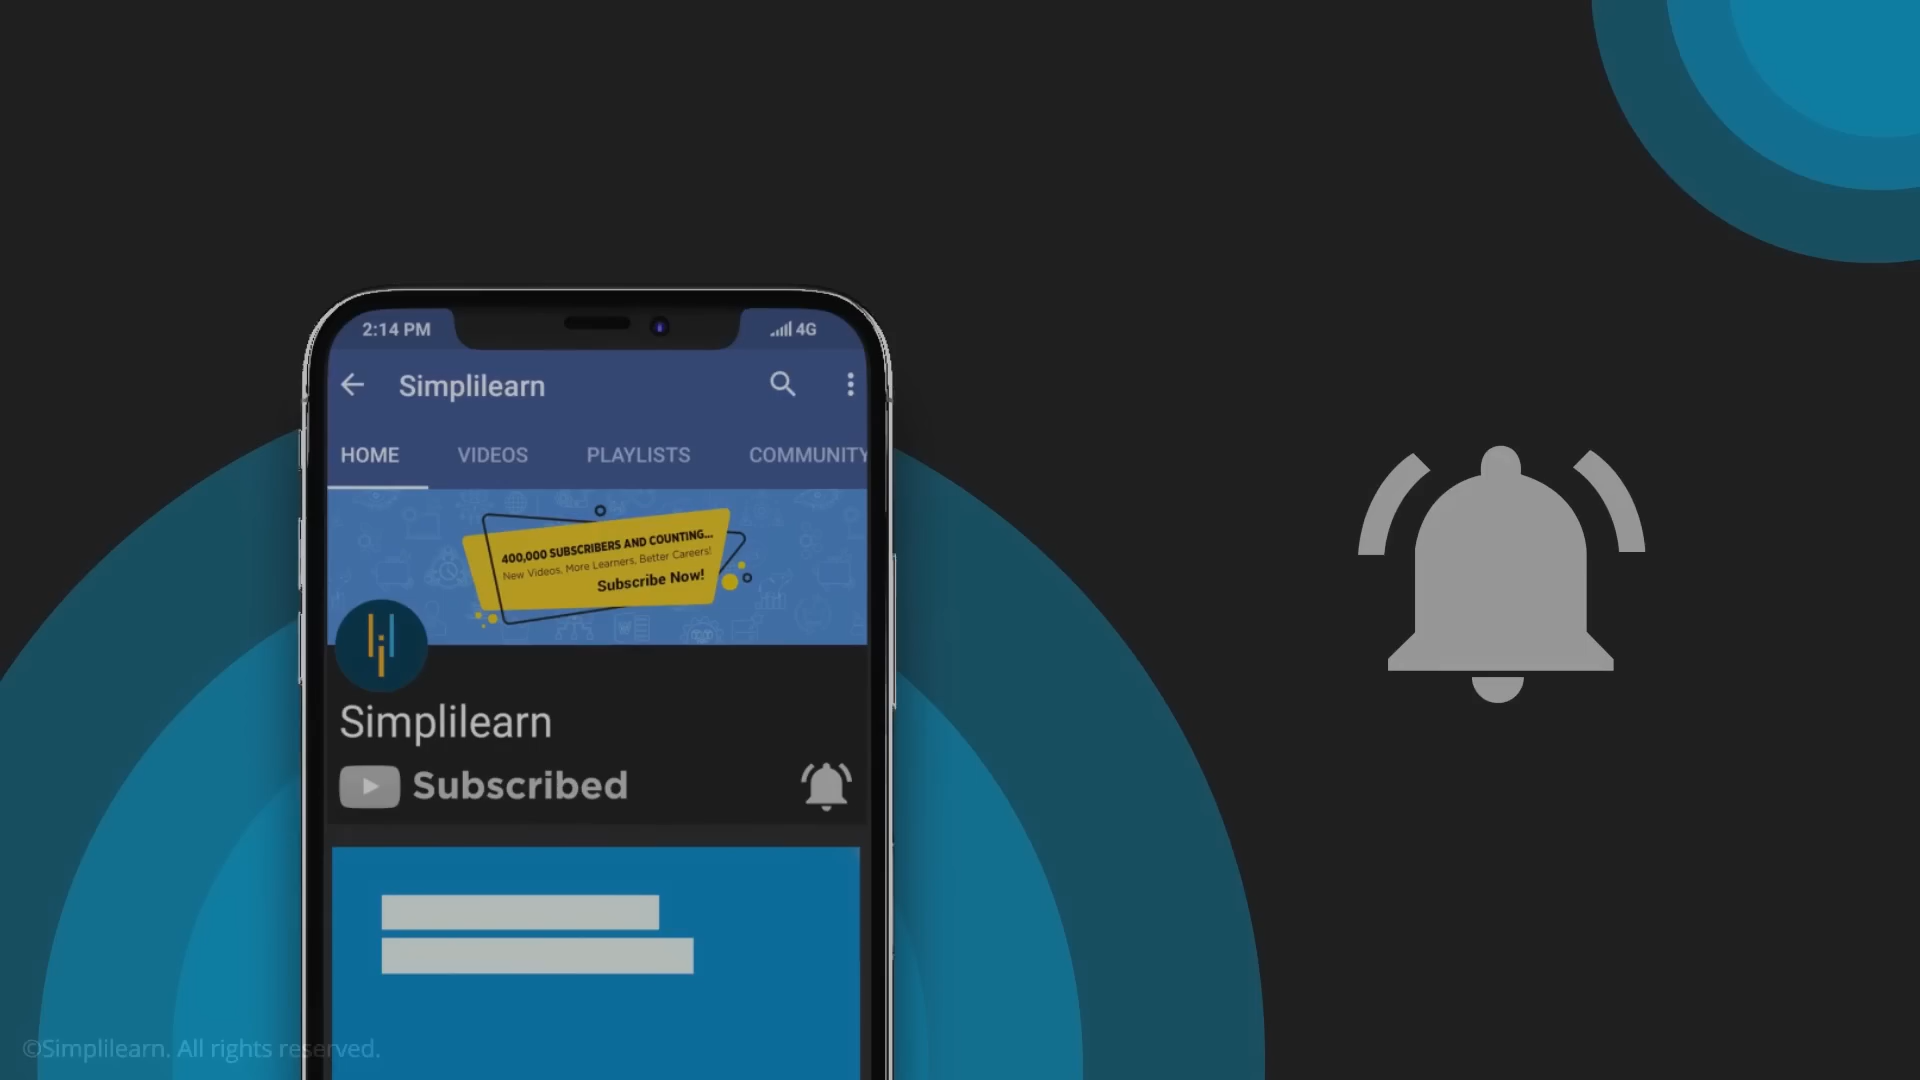 2:14 PM
4G
Simplilearn
HOME VIDEOS PLAYLISTS COMMUNITY
400,000 SUBSCRIBERS AND COUNTING...
New Videos, More Learners, Better Careers!
Subscribe Now!
Simplilearn
Subscribed
©Simplilearn. All rights reserved.